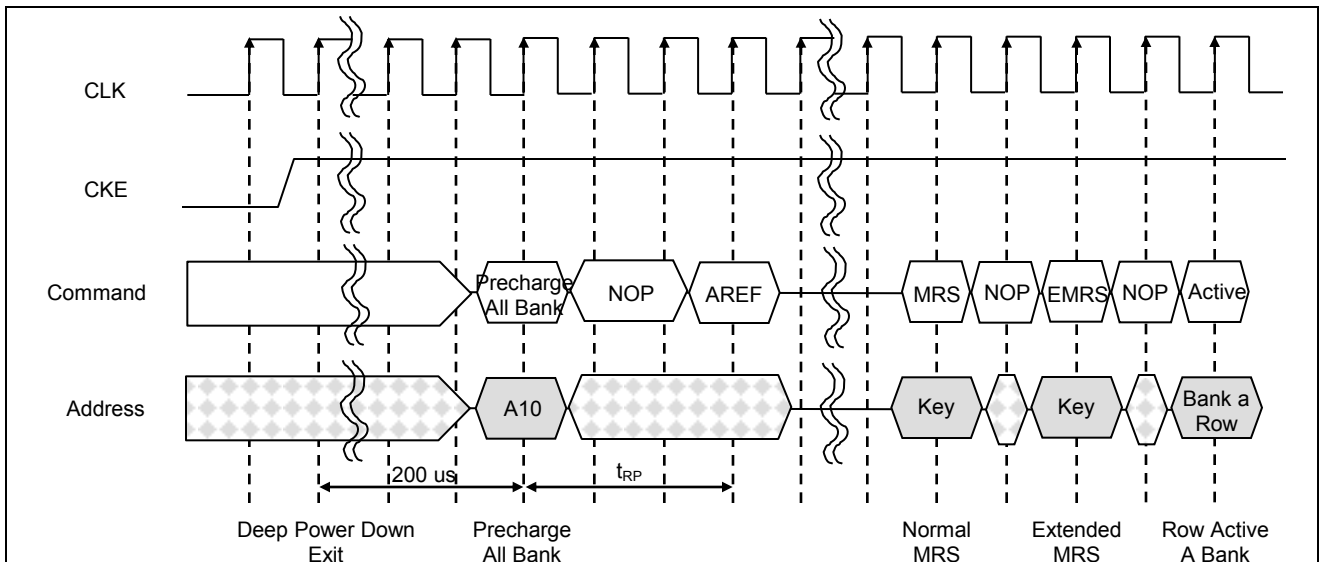 CLK
CKE
Command
Precharge
All Bank
NOP
AREF
MRS
NOP
EMRS
NOP
Active
Address
A10
Key
Key
Bank a
Row
200 us
tRP
Deep Power Down
Exit
Precharge
All Bank
Normal
MRS
Extended
MRS
Row Active
A Bank